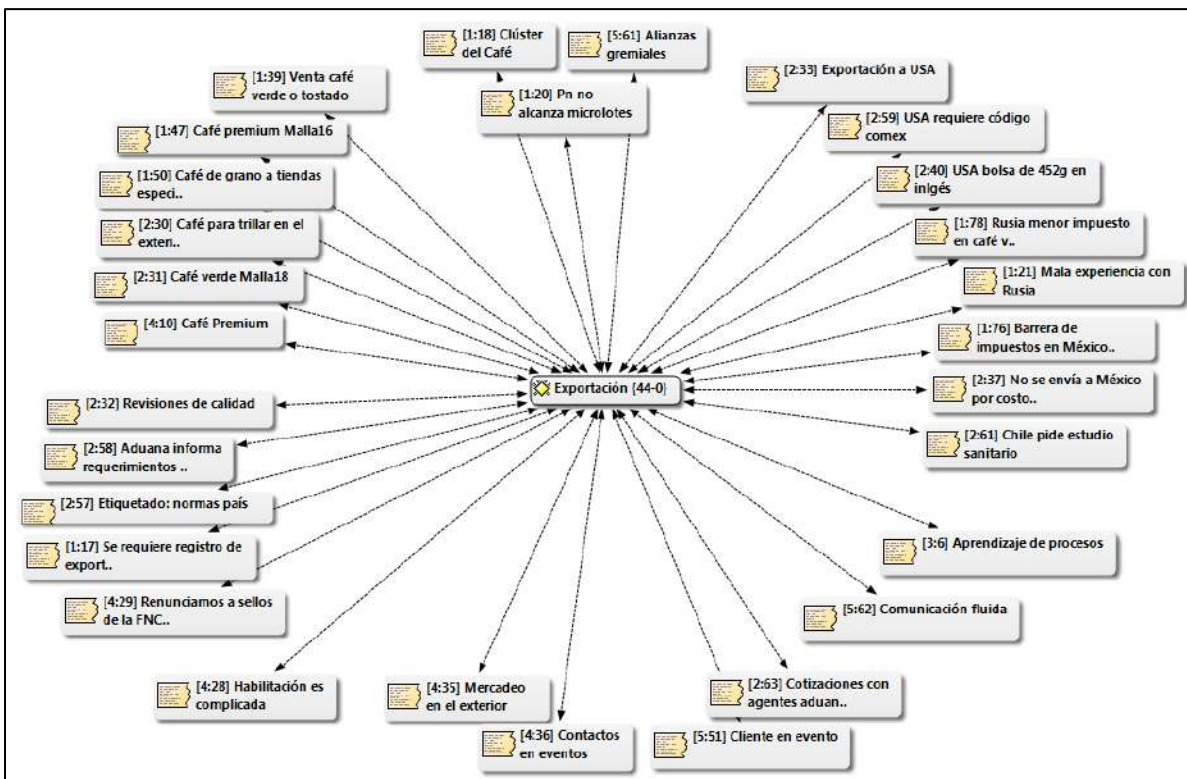 [1:18] Clúster
del Café
[5:61] Alianzas
gremiales
[1:39] Venta café
verde o tostado
[1:20] Pn no
alcanza microlotes
[2:33] Exportación a USA
[1:47] Café premium Malla16
[2:59] USA requiere código
comex
[1:50] Café de grano a tiendas
especi..
[2:40] USA bolsa de 452g en
inlgés
[2:30] Café para trillar en el
exteri..
[1:78] Rusia menor impuesto
en café v..
[2:31] Café verde Malla18
[1:21] Mala experiencia con
Rusia
[4:10] Café Premium
[1:76] Barrera de
impuestos en México..
Exportación [44-0]
[2:37] No se envía a México
por costo..
[2:32] Revisiones de calidad
[2:61] Chile pide estudio
sanitario
[2:58] Aduana informa
requerimientos ..
[2:57] Etiquetado: normas país
[1:17] Se requiere registro de
export..
[3:6] Aprendizaje de procesos
[4:29] Renunciamos a sellos
de la FNC..
[5:62] Comunicación fluida
[4:28] Habilitación es
complicada
[4:35] Mercadeo
en el exterior
[2:63] Cotizaciones con
agentes aduan..
[4:36] Contactos
en eventos
[5:51] Cliente en evento